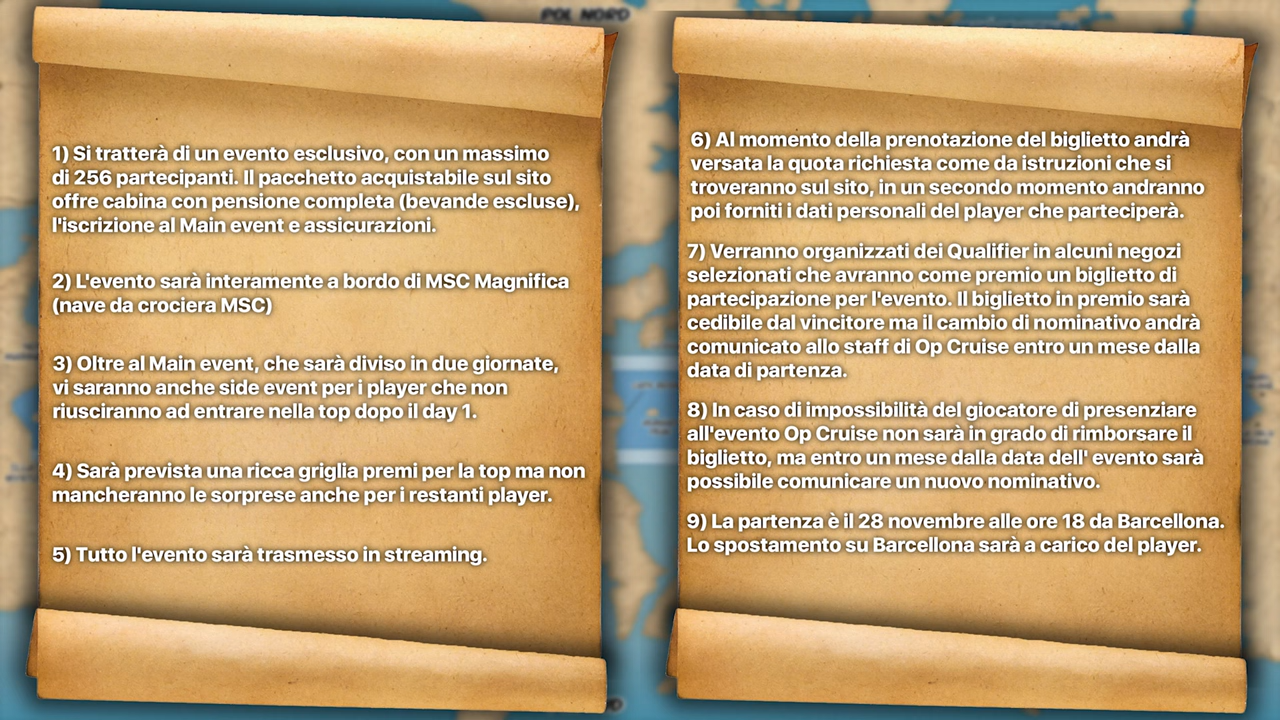 POL NORD
1) Si tratterà di un evento esclusivo, con un massimo
di 256 partecipanti. Il pacchetto acquistabile sul sito
offre cabina con pensione completa (bevande escluse),
l'iscrizione al Main event e assicurazioni.
2) L'evento sarà interamente a bordo di MSC Magnifica
(nave da crociera MSC)
3) Oltre al Main event, che sarà diviso in due giornate,
vi saranno anche side event per i player che non
riusciranno ad entrare nella top dopo il day 1.
4) Sarà prevista una ricca griglia premi per la top ma non
mancheranno le sorprese anche per i restanti player.
5) Tutto l'evento sarà trasmesso in streaming.
6) Al momento della prenotazione del biglietto andrà
versata la quota richiesta come da istruzioni che si
troveranno sul sito, in un secondo momento andranno
poi forniti i dati personali del player che parteciperà.
7) Verranno organizzati dei Qualifier in alcuni negozi
selezionati che avranno come premio un biglietto di
partecipazione per l'evento. Il biglietto in premio sarà
cedibile dal vincitore ma il cambio di nominativo andrà
comunicato allo staff di Op Cruise entro un mese dalla
data di partenza.
8) In caso di impossibilità del giocatore di presenziare
all'evento Op Cruise non sarà in grado di rimborsare il
biglietto, ma entro un mese dalla data dell' evento sarà
possibile comunicare un nuovo nominativo.
9) La partenza è il 28 novembre alle ore 18 da Barcellona.
Lo spostamento su Barcellona sarà a carico del player.